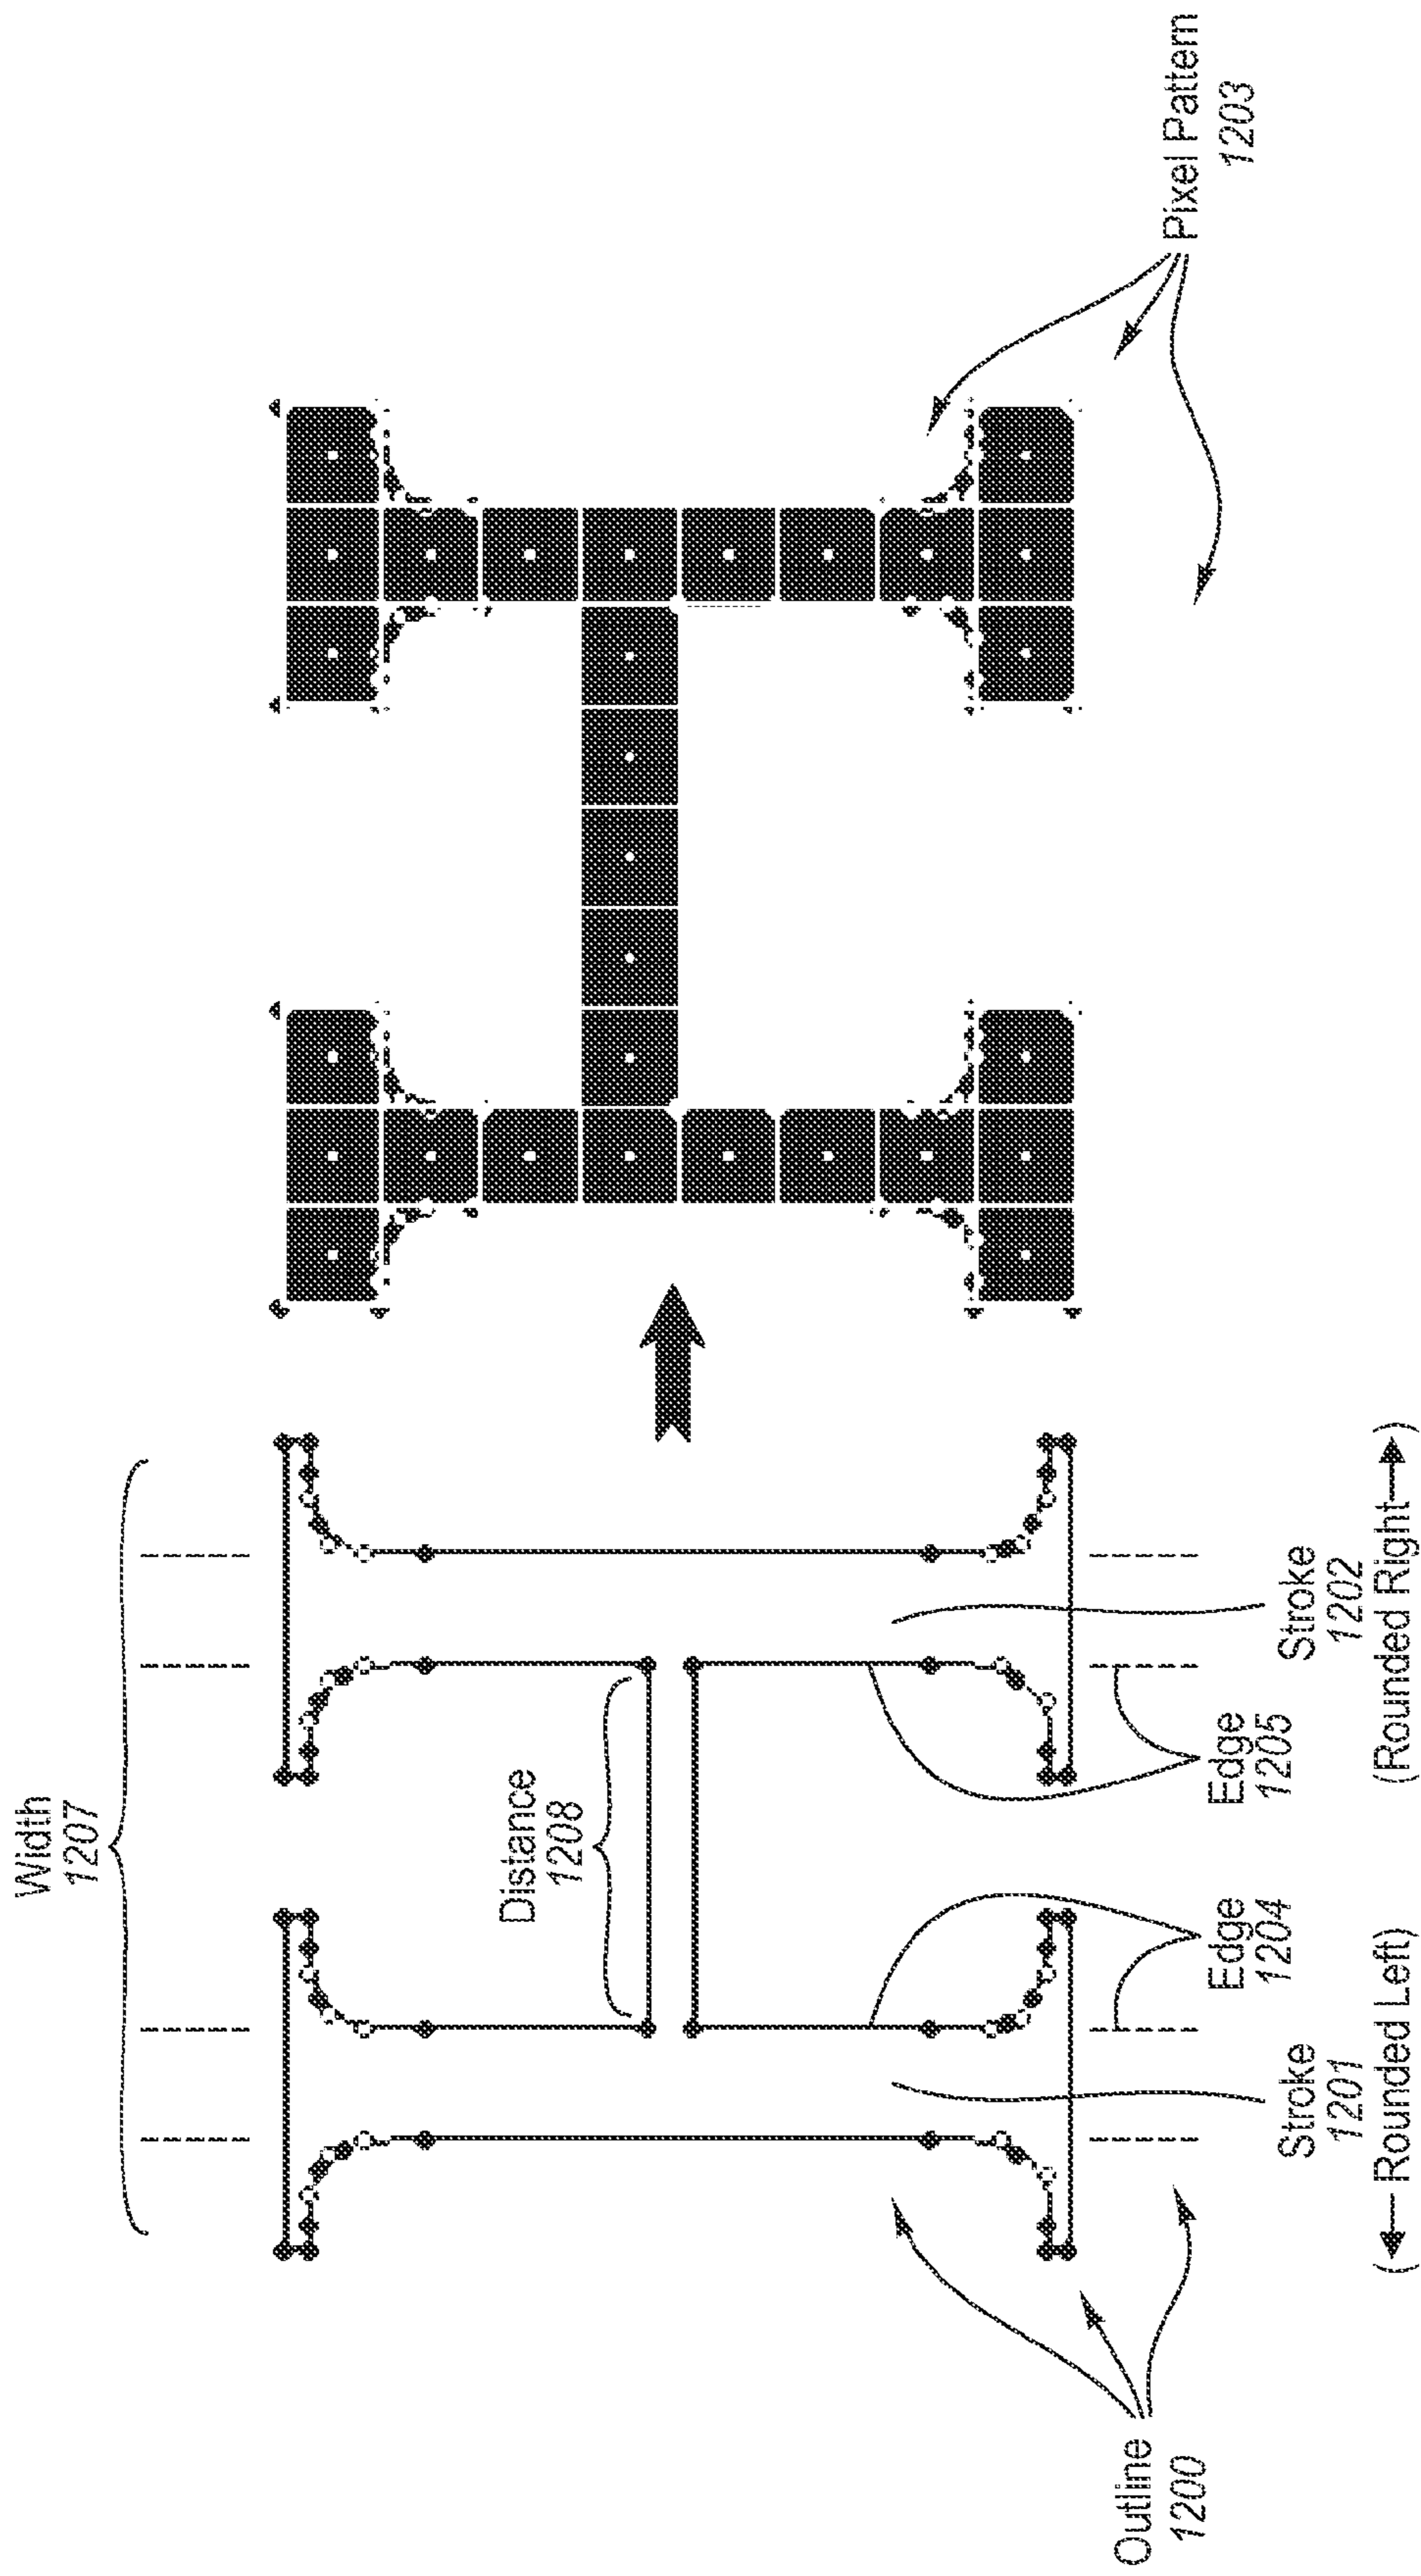 Width
1207
Distance
1208
Outline
1200
Edge
1204
Edge
1205
Stroke
1201
(← Rounded Left)
Stroke
1202
(Rounded Right→)
Pixel Pattern
1203